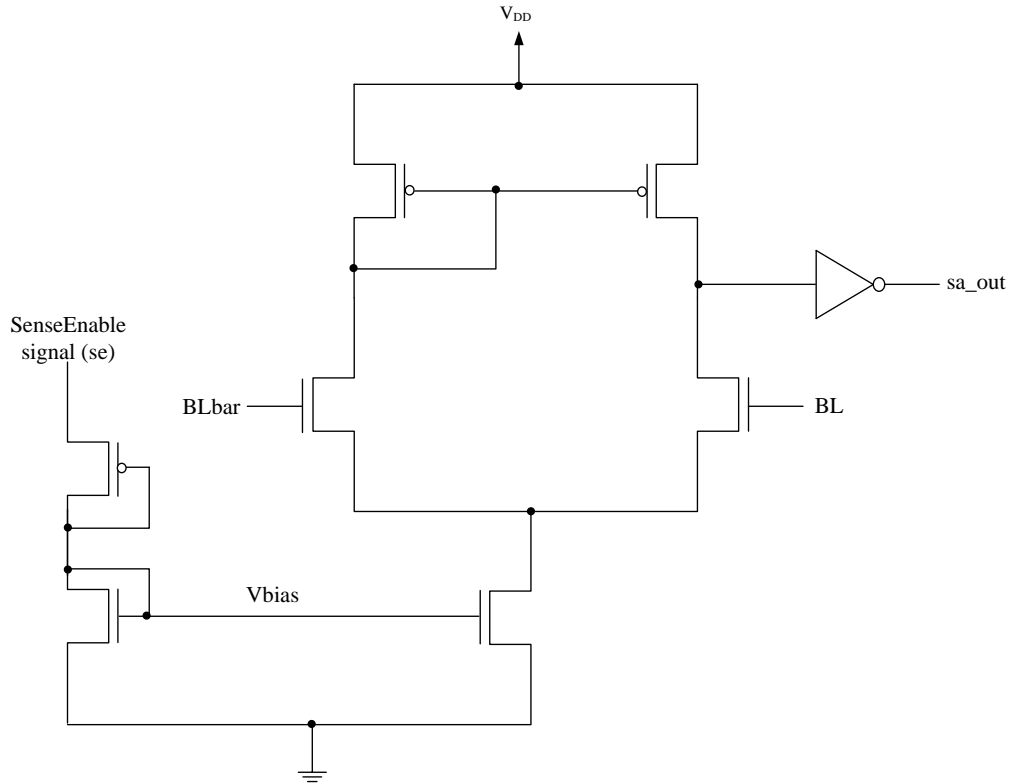 VDD
sa_out
SenseEnable
signal (se)
BLbar
BL
Vbias